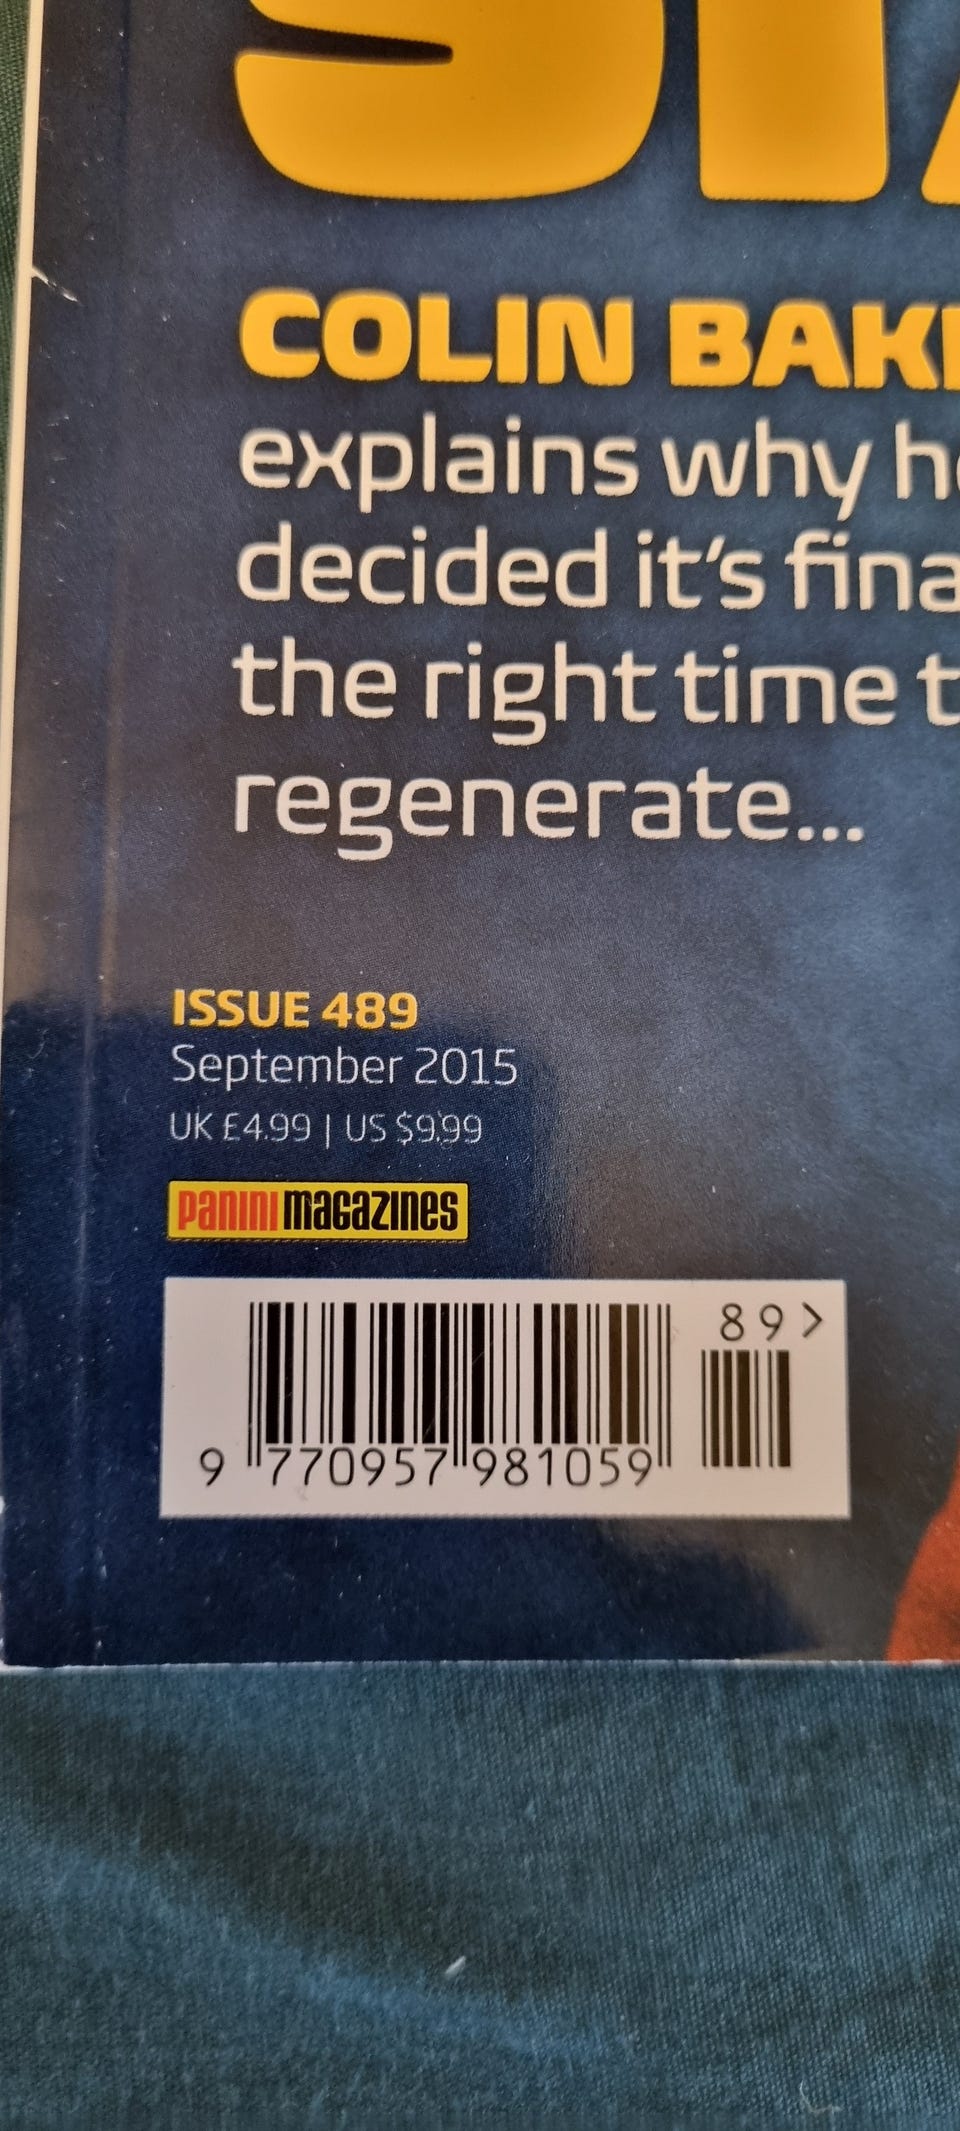 COLIN BAK
explains why h
decided it's fina
the right time t
regenerate...
ISSUE 489
September 2015
UK £4.99 | US $9.99
PANINI MAGAZINES
89>
9 770957 981059